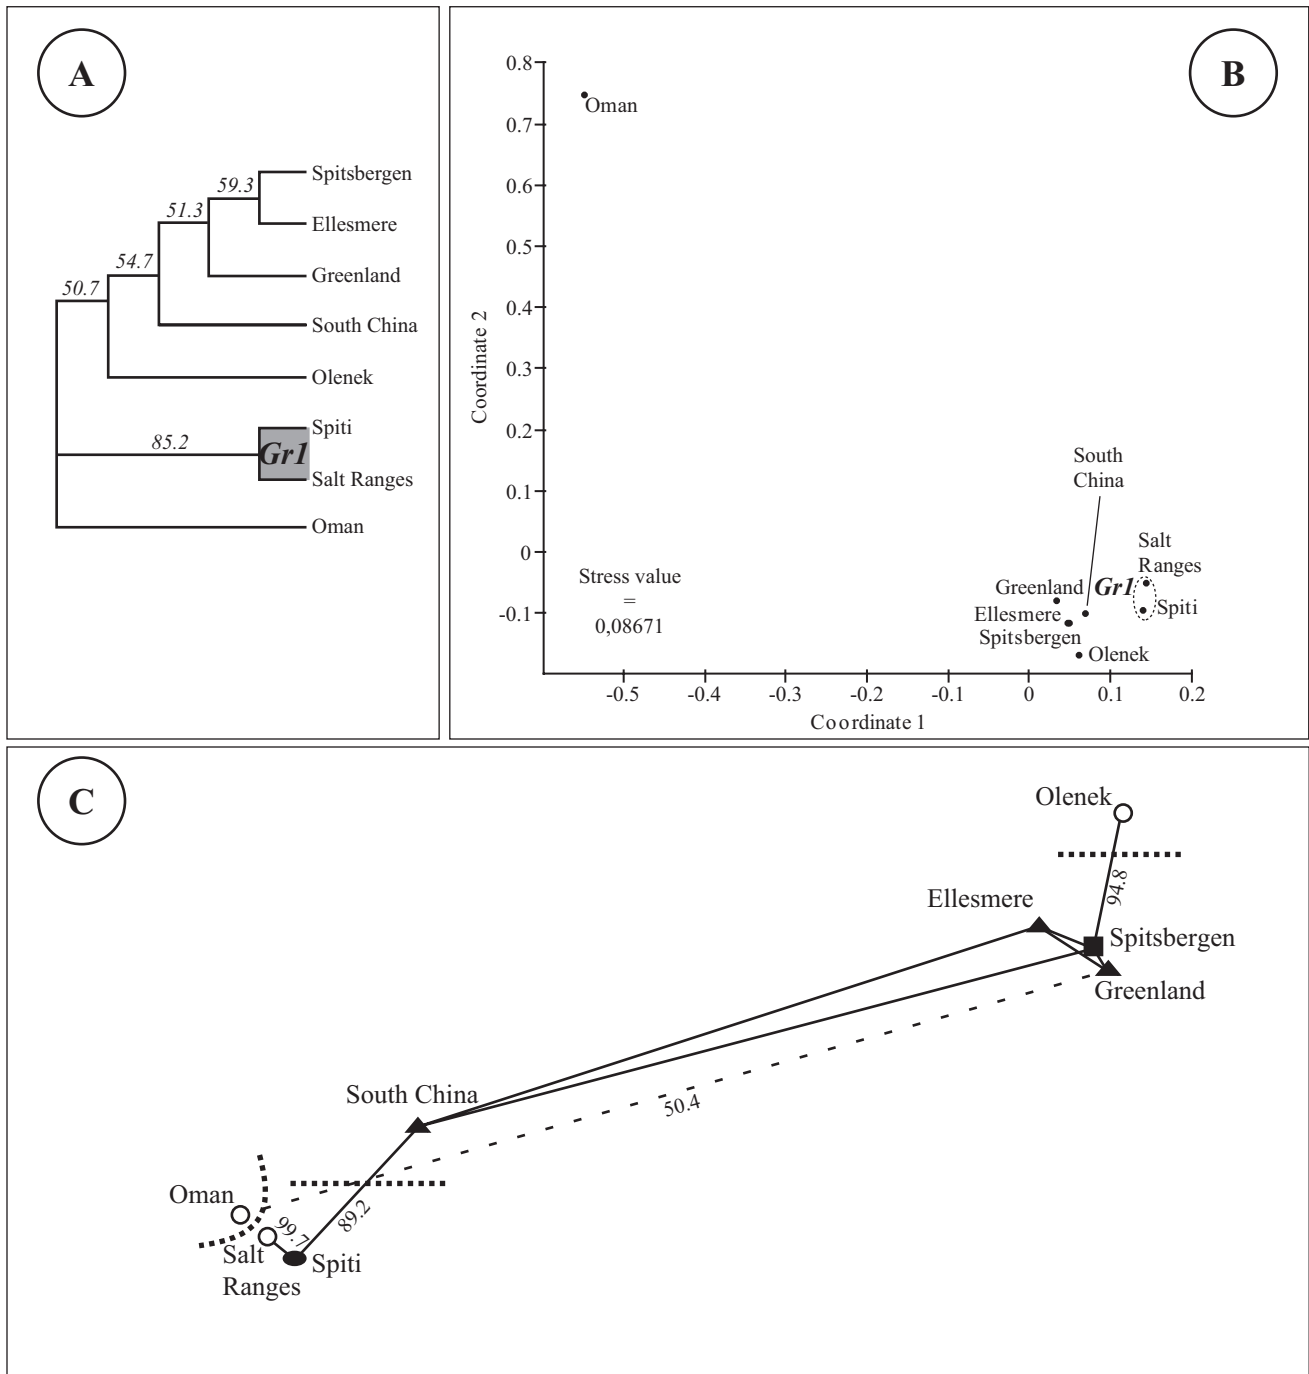 A
Spitsbergen
59.3
51.3
Ellesmere
54.7
Greenland
50.7
South China
Olenek
Spiti
85.2
Gr1
Salt Ranges
Oman
B
0.8
Oman
0.7
0.6
0.5
0.4
Coordinate 2
0.3
0.2
South
China
0.1
Salt
Ranges
0
Stress value
=
0,08671
Greenland
Gr1
-0.1
Ellesmere
Spiti
Spitsbergen
Olenek
-0.5 -0.4 -0.3 -0.2 -0.1 0 0.1 0.2
Coordinate 1
C
Olenek
94.8
Ellesmere
Spitsbergen
Greenland
South China
50.4
Oman
99.7
89.2
Salt
Ranges
Spiti